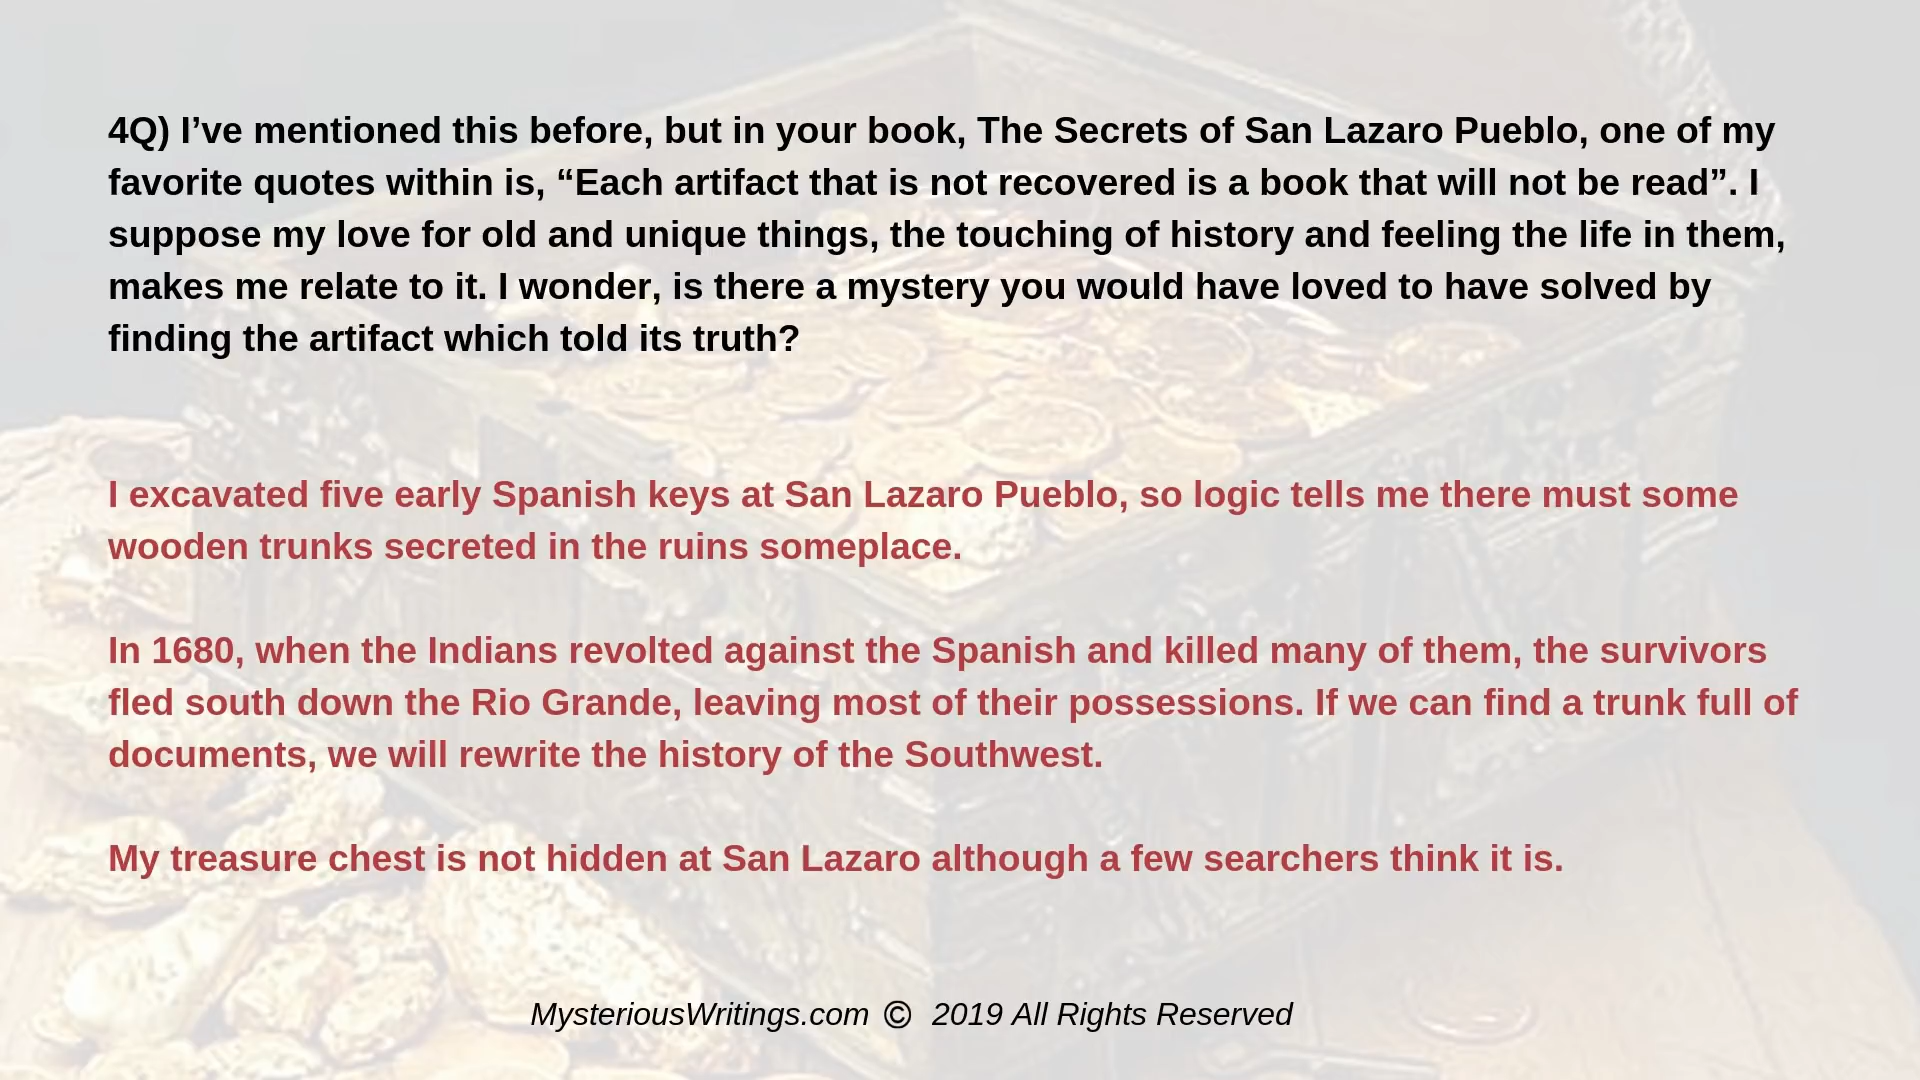 4Q) I’ve mentioned this before, but in your book, The Secrets of San Lazaro Pueblo, one of my
favorite quotes within is, “Each artifact that is not recovered is a book that will not be read”. I
suppose my love for old and unique things, the touching of history and feeling the life in them,
makes me relate to it. I wonder, is there a mystery you would have loved to have solved by
finding the artifact which told its truth?
I excavated five early Spanish keys at San Lazaro Pueblo, so logic tells me there must some
wooden trunks secreted in the ruins someplace.
In 1680, when the Indians revolted against the Spanish and killed many of them, the survivors
fled south down the Rio Grande, leaving most of their possessions. If we can find a trunk full of
documents, we will rewrite the history of the Southwest.
My treasure chest is not hidden at San Lazaro although a few searchers think it is.
MysteriousWritings.com © 2019 All Rights Reserved